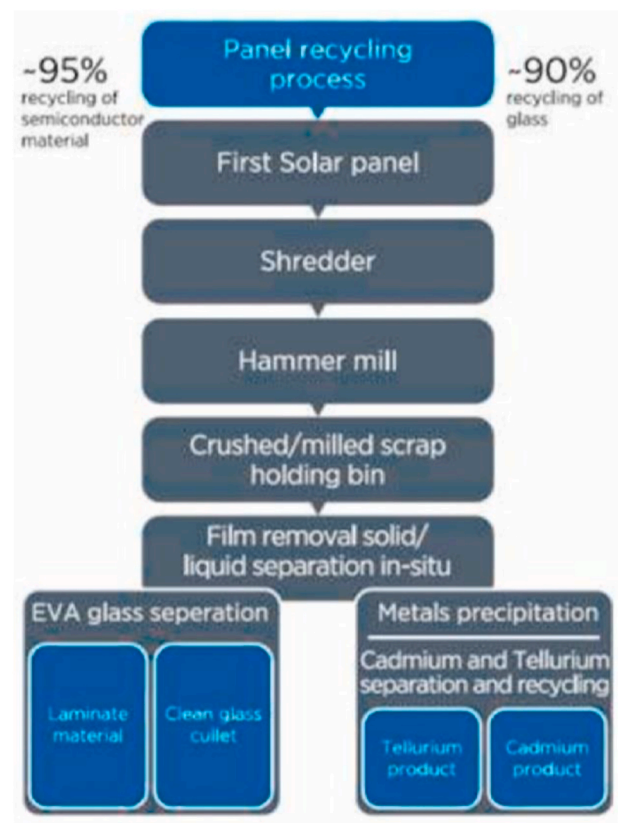 Panel recycling
process
~95%
recycling of
semiconductor
material
~90%
recycling of
glass
First Solar panel
Shredder
Hammer mill
Crushed/milled scrap
holding bin
Film removal solid/
liquid separation in-situ
EVA glass seperation
Laminate
material
Clean glass
cullet
Metals precipitation
Cadmium and Tellurium
separation and recycling
Tellurium
product
Cadmium
product